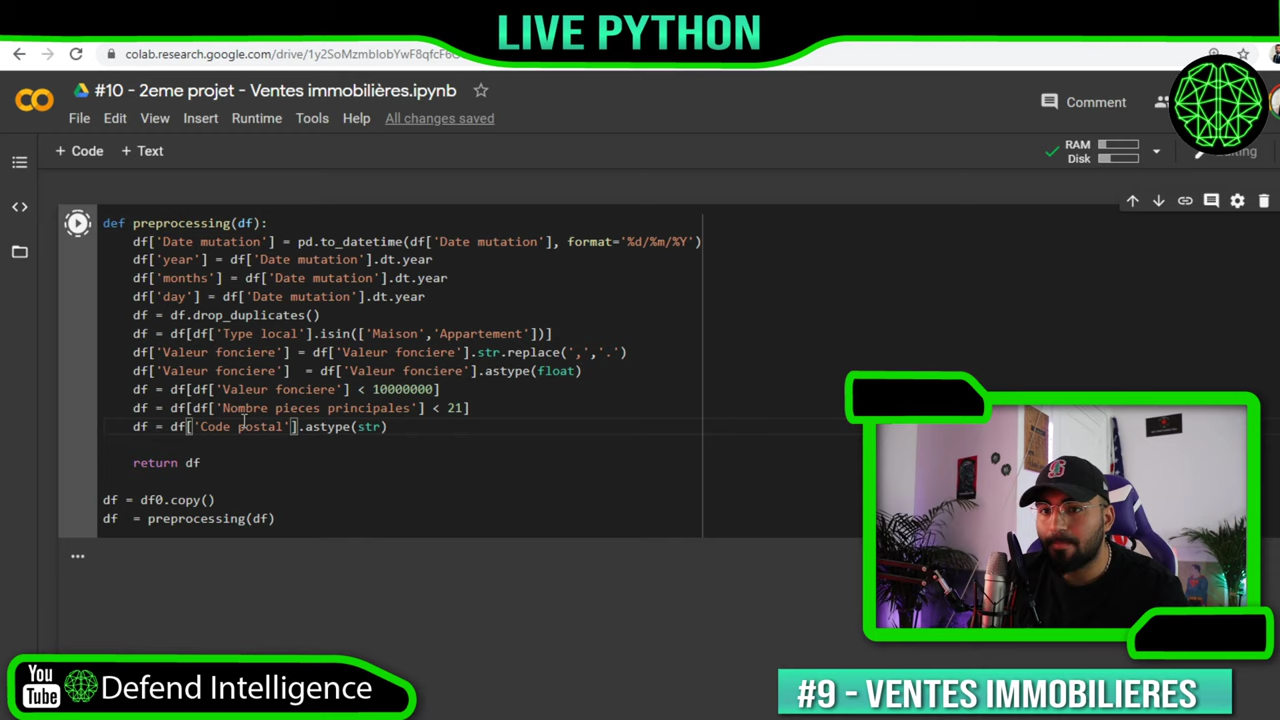 LIVE PYTHON
colab.research.google.com/drive/1y2SoMzmbIobYwF8qfcF6
#10 - 2eme projet - Ventes immobilières.ipynb
File Edit View Insert Runtime Tools Help All changes saved
Comment
+ Code + Text
RAM
Disk
Editing
def preprocessing(df):
df['Date mutation'] = pd.to_datetime(df['Date mutation'], format='%d/%m/%Y')
df['year'] = df['Date mutation'].dt.year
df['months'] = df['Date mutation'].dt.year
df['day'] = df['Date mutation'].dt.year
df = df.drop_duplicates()
df = df[df['Type local'].isin(['Maison','Appartement'])]
df['Valeur fonciere'] = df['Valeur fonciere'].str.replace(',','.')
df['Valeur fonciere']  = df['Valeur fonciere'].astype(float)
df = df[df['Valeur fonciere'] < 10000000]
df = df[df['Nombre pieces principales'] < 21]
df = df['Code postal'].astype(str)
return df
df = df0.copy()
df  = preprocessing(df)
...
You
Tube
Defend Intelligence
#9 - VENTES IMMOBILIERES